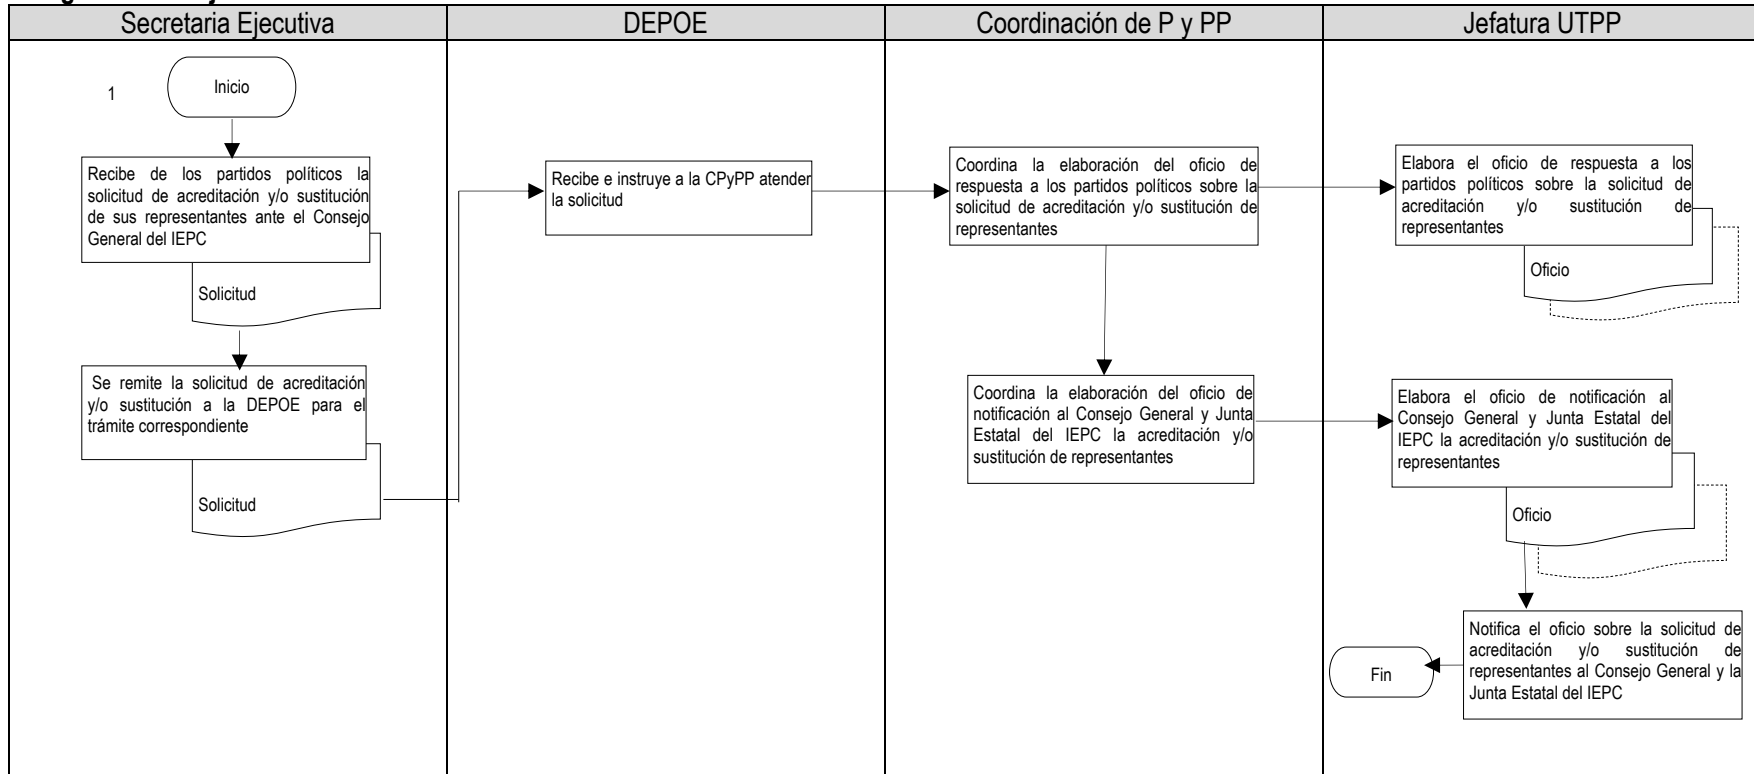 Secretaria Ejecutiva
DEPOE
Coordinación de P y PP
Jefatura UTPP
1
Inicio
Recibe de los partidos políticos la
solicitud de acreditación y/o sustitución
de sus representantes ante el Consejo
General del IEPC
Solicitud
Se remite la solicitud de acreditación
y/o sustitución a la DEPOE para el
trámite correspondiente
Solicitud
Recibe e instruye a la CPyPP atender
la solicitud
Coordina la elaboración del oficio de
respuesta a los partidos políticos sobre la
solicitud de acreditación y/o sustitución de
representantes
Coordina la elaboración del oficio de
notificación al Consejo General y Junta
Estatal del IEPC la acreditación y/o
sustitución de representantes
Elabora el oficio de respuesta a los
partidos políticos sobre la solicitud de
acreditación y/o sustitución de
representantes
Oficio
Elabora el oficio de notificación al
Consejo General y Junta Estatal del
IEPC la acreditación y/o sustitución de
representantes
Oficio
Notifica el oficio sobre la solicitud de
acreditación y/o sustitución de
representantes al Consejo General y la
Junta Estatal del IEPC
Fin